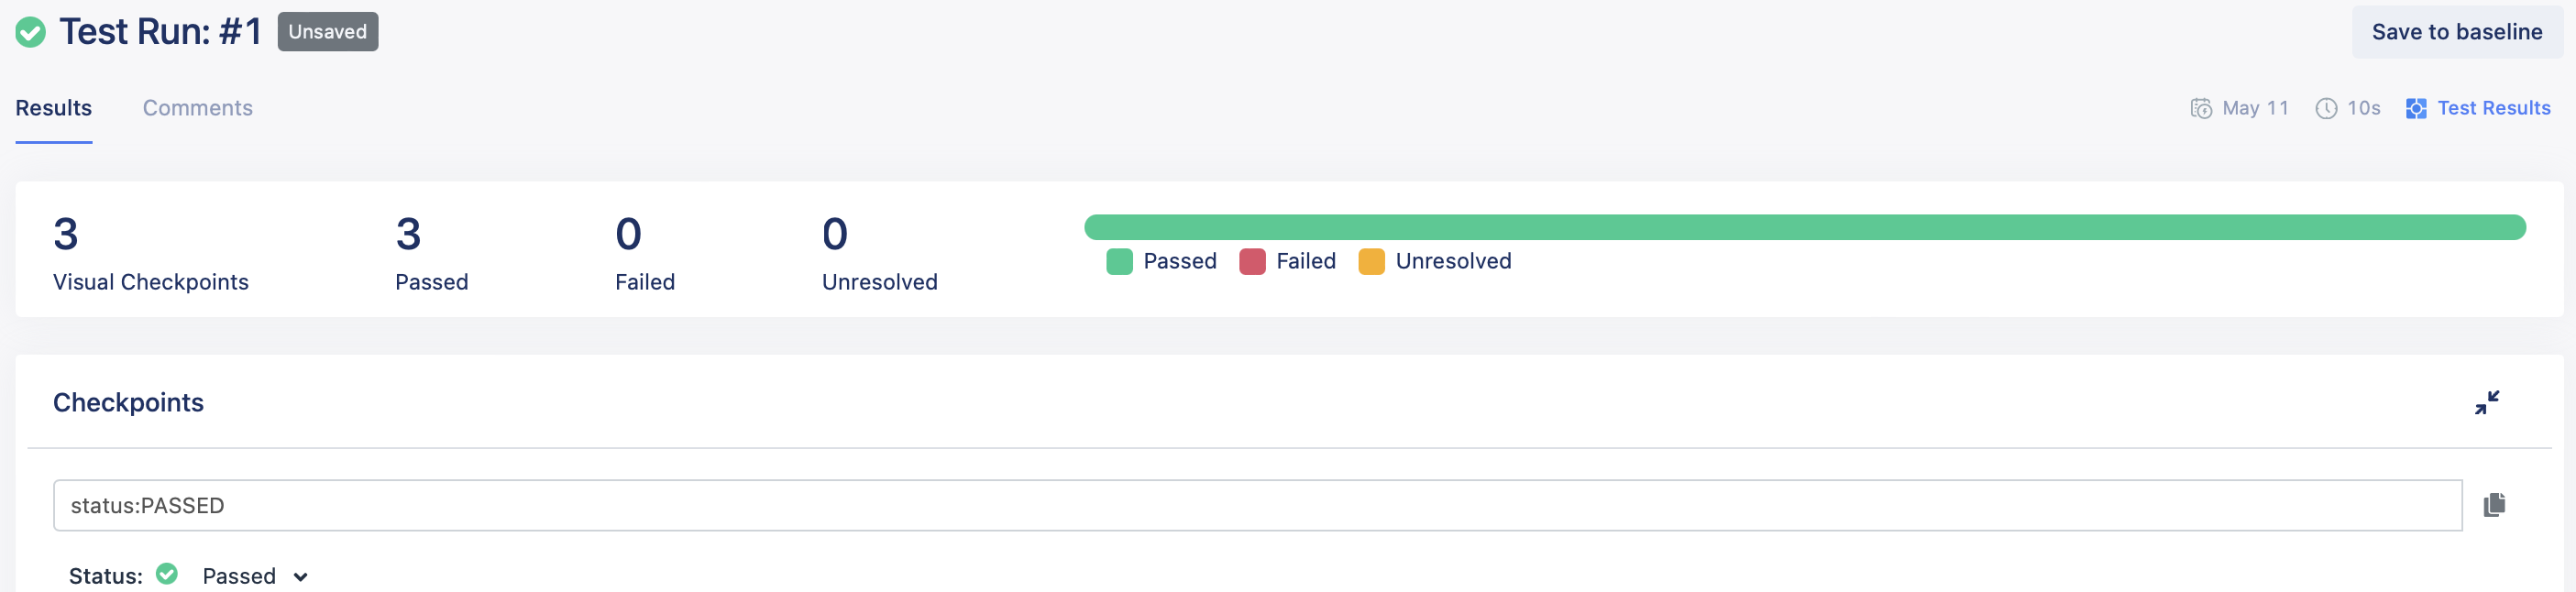 Test Run: #1 Unsaved Save to baseline
Results Comments May 11 10s Test Results
3 3 0 0
Visual Checkpoints Passed Failed Unresolved
Passed Failed Unresolved
Checkpoints
status:PASSED
Status: Passed